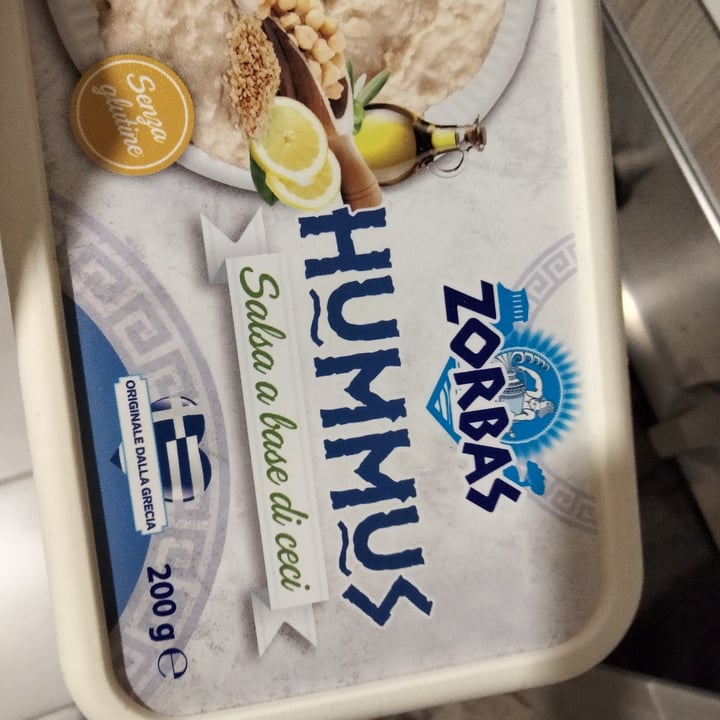 ZORBAS
HUMMUS
Salsa a base di ceci
Senza
glutine
ORIGINALE DALLA GRECIA
200 g e